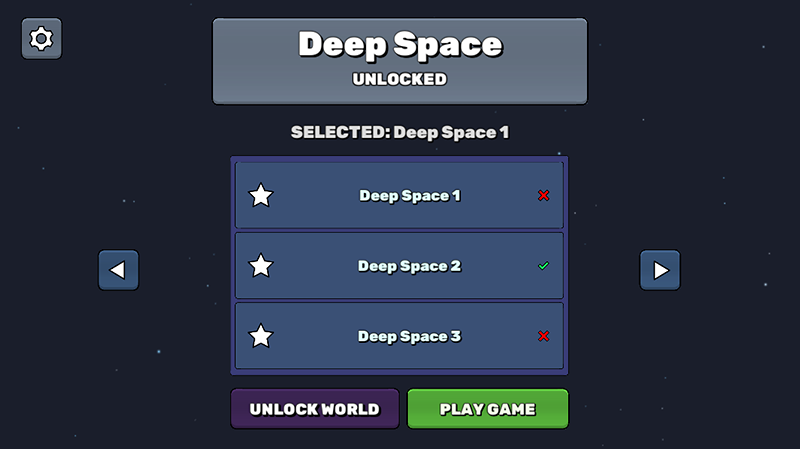 Deep Space
UNLOCKED
SELECTED: Deep Space 1
Deep Space 1
Deep Space 2
Deep Space 3
UNLOCK WORLD
PLAY GAME